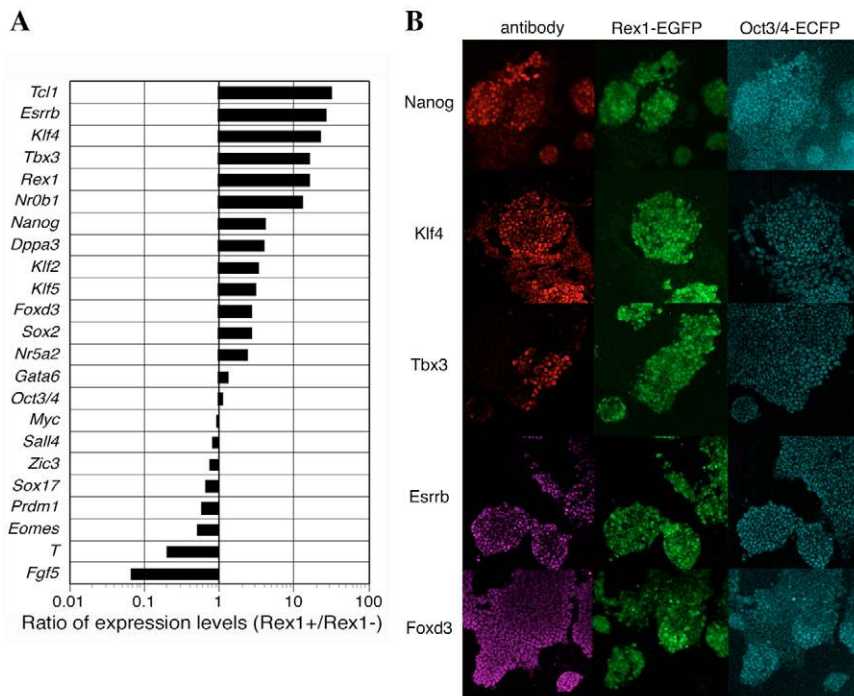 A
Tcl1
Esrrb
Klf4
Tbx3
Rex1
Nr0b1
Nanog
Dppa3
Klf2
Klf5
Foxd3
Sox2
Nr5a2
Gata6
Oct3/4
Myc
Sall4
Zic3
Sox17
Prdm1
Eomes
T
Fgf5
0.01 0.1 1 10 100
Ratio of expression levels (Rex1+/Rex1-)
B
antibody Rex1-EGFP Oct3/4-ECFP
Nanog
Klf4
Tbx3
Esrrb
Foxd3